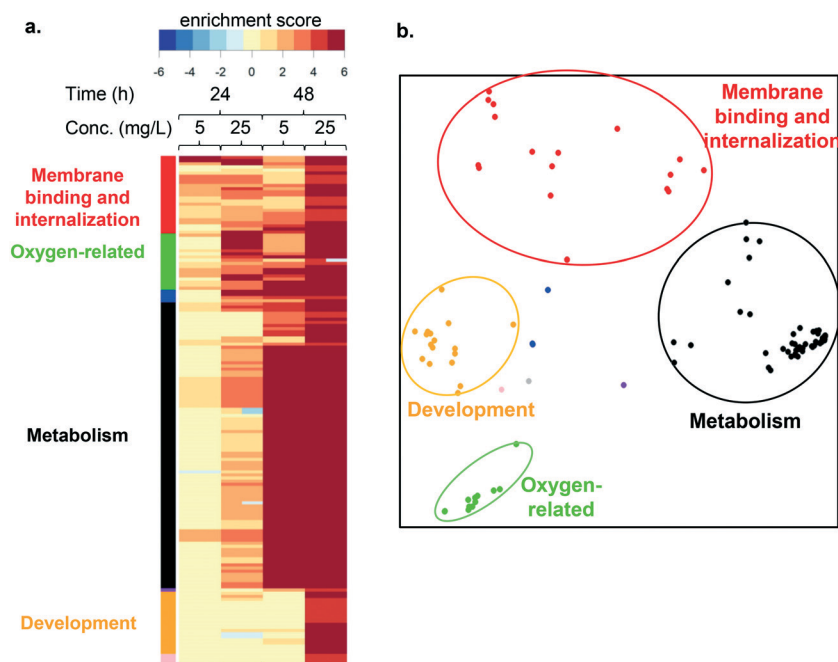 a.
enrichment score
-6 -4 -2 0 2 4 6
Time (h)
24 48
Conc. (mg/L)
5 25 5 25
Membrane
binding and
internalization
Oxygen-related
Metabolism
Development
b.
Membrane
binding and
internalization
Development
Metabolism
Oxygen-
related